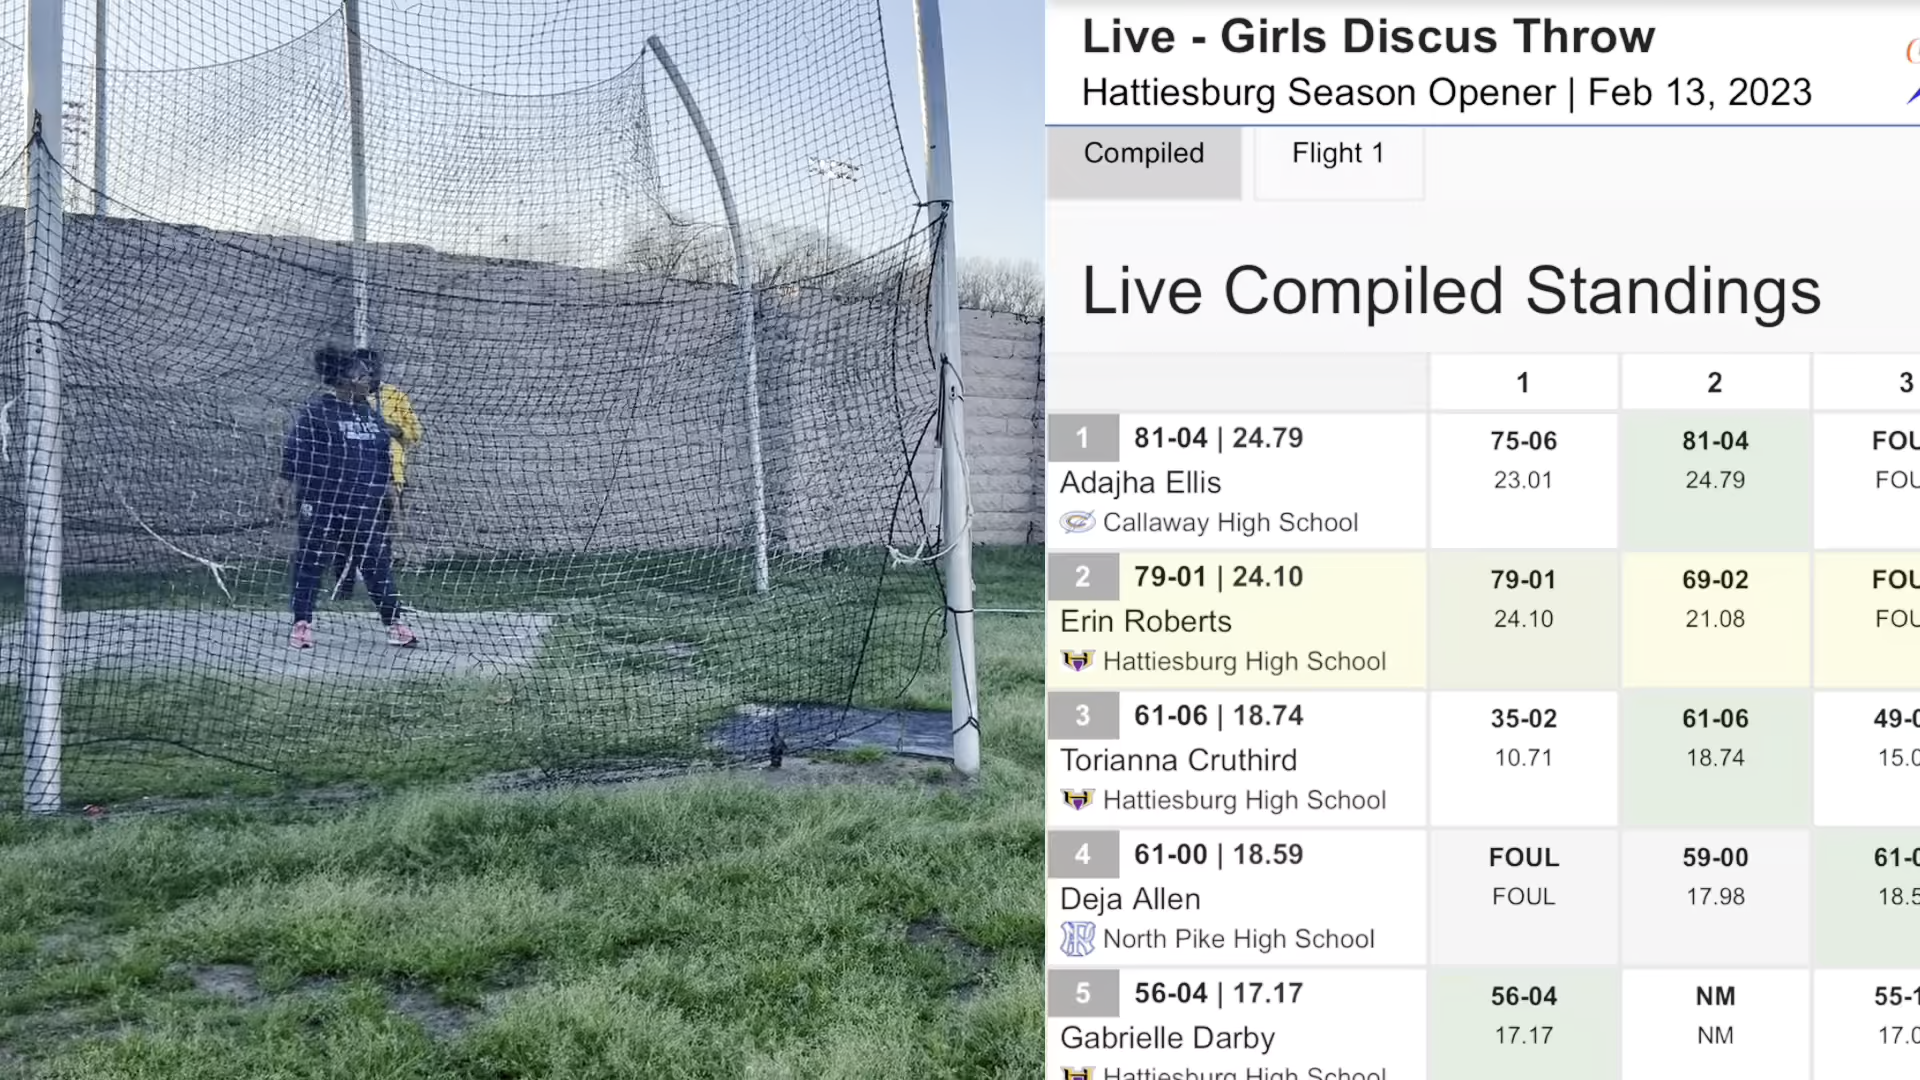 Live - Girls Discus Throw
Hattiesburg Season Opener | Feb 13, 2023
Compiled
Flight 1
Live Compiled Standings
1 2 3
1 81-04 | 24.79 75-06 81-04
Adajha Ellis 23.01 24.79
Callaway High School
2 79-01 | 24.10 79-01 69-02
Erin Roberts 24.10 21.08
Hattiesburg High School
3 61-06 | 18.74 35-02 61-06
Torianna Cruthird 10.71 18.74
Hattiesburg High School
4 61-00 | 18.59 FOUL 59-00
Deja Allen FOUL 17.98
North Pike High School
5 56-04 | 17.17 56-04 NM
Gabrielle Darby 17.17 NM
Hattiesburg High School